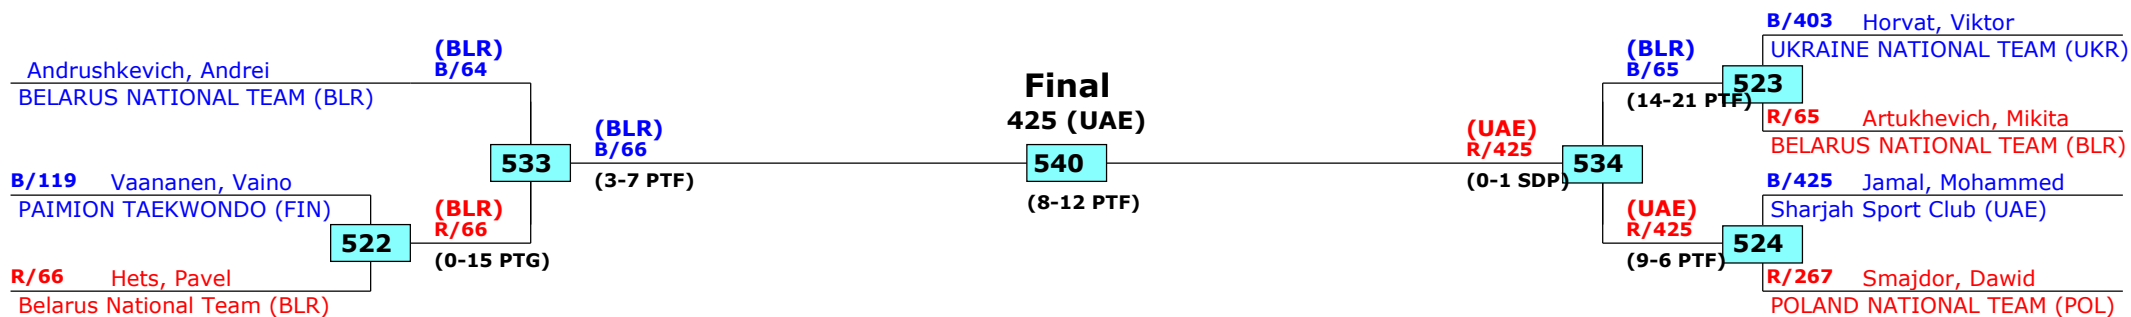 Andrushkevich, Andrei
BELARUS NATIONAL TEAM (BLR)
B/119 Vaananen, Vaino
PAIMION TAEKWONDO (FIN)
522
R/66 Hets, Pavel
Belarus National Team (BLR)
(BLR)
B/64
533
(BLR)
R/66
(0-15 PTG)
(BLR)
B/66
(3-7 PTF)
Final
425 (UAE)
540
(8-12 PTF)
(UAE)
R/425
(0-1 SDP)
534
(BLR)
B/65
(14-21 PTF)
(UAE)
R/425
(9-6 PTF)
B/403 Horvat, Viktor
UKRAINE NATIONAL TEAM (UKR)
523
R/65 Artukhevich, Mikita
BELARUS NATIONAL TEAM (BLR)
B/425 Jamal, Mohammed
Sharjah Sport Club (UAE)
524
R/267 Smajdor, Dawid
POLAND NATIONAL TEAM (POL)